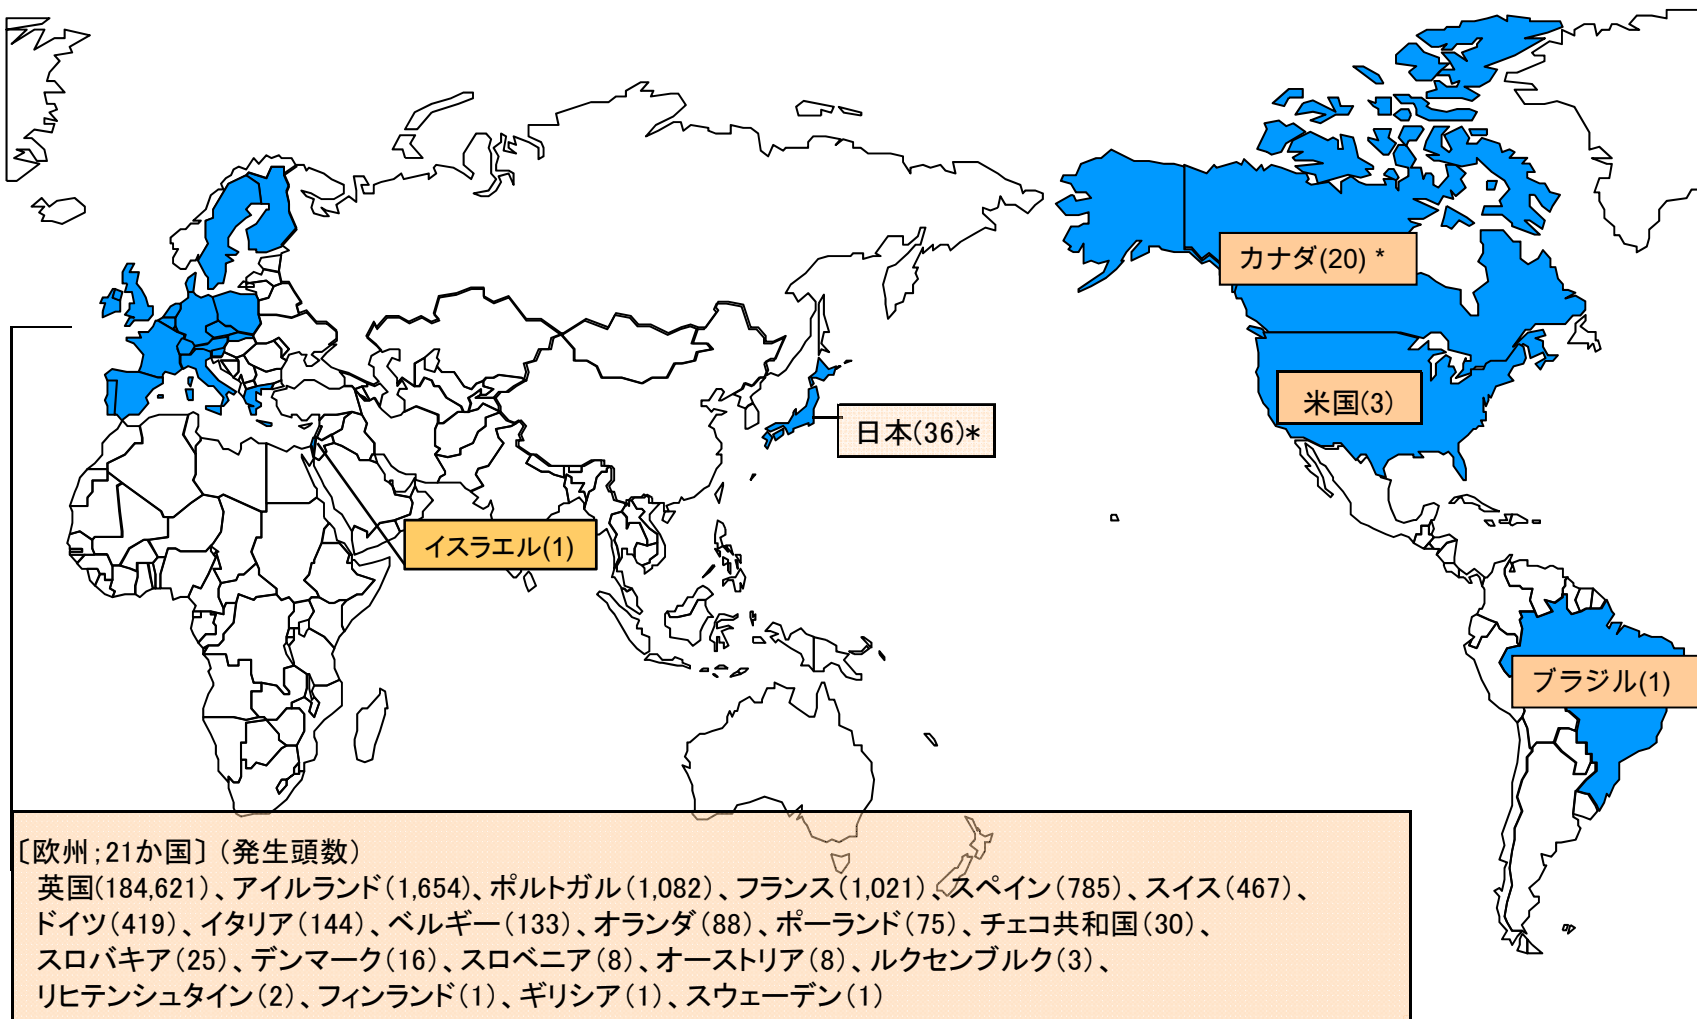 カナダ(20) *
米国(3)
日本(36)*
イスラエル(1)
ブラジル(1)
〔欧州;21か国〕(発生頭数)
英国(184,621)、アイルランド(1,654)、ポルトガル(1,082)、フランス(1,021)、スペイン(785)、スイス(467)、
ドイツ(419)、イタリア(144)、ベルギー(133)、オランダ(88)、ポーランド(75)、チェコ共和国(30)、
スロバキア(25)、デンマーク(16)、スロベニア(8)、オーストリア(8)、ルクセンブルク(3)、
リヒテンシュタイン(2)、フィンランド(1)、ギリシア(1)、スウェーデン(1)